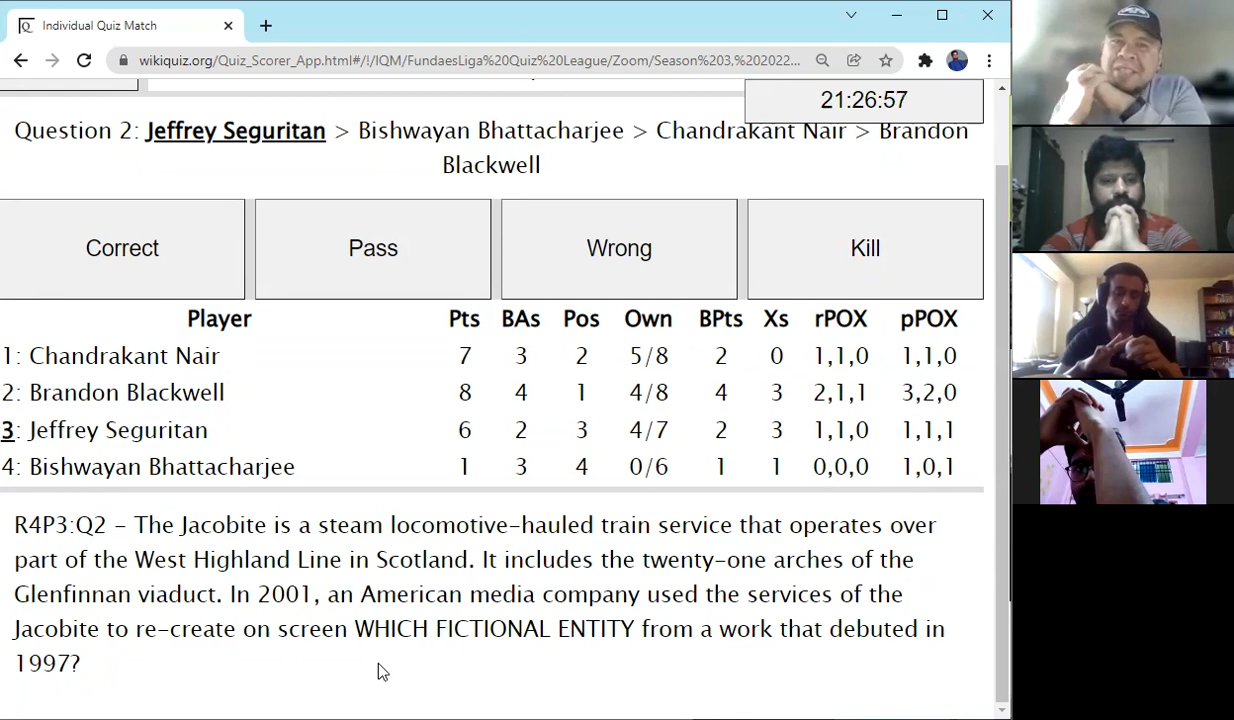 Individual Quiz Match
wikiquiz.org/Quiz_Scorer_App.html#/!/IQM/FundaesLiga%20Quiz%20League/Zoom/Season%203,%202022...
21:26:57
Question 2: Jeffrey Seguritan > Bishwayan Bhattacharjee > Chandrakant Nair > Brandon
Blackwell
Correct Pass Wrong Kill
Player Pts BAs Pos Own BPts Xs rPOX pPOX
1: Chandrakant Nair 7 3 2 5/8 2 0 1,1,0 1,1,0
2: Brandon Blackwell 8 4 1 4/8 4 3 2,1,1 3,2,0
3: Jeffrey Seguritan 6 2 3 4/7 2 3 1,1,0 1,1,1
4: Bishwayan Bhattacharjee 1 3 4 0/6 1 1 0,0,0 1,0,1
R4P3:Q2 - The Jacobite is a steam locomotive-hauled train service that operates over
part of the West Highland Line in Scotland. It includes the twenty-one arches of the
Glenfinnan viaduct. In 2001, an American media company used the services of the
Jacobite to re-create on screen WHICH FICTIONAL ENTITY from a work that debuted in
1997?